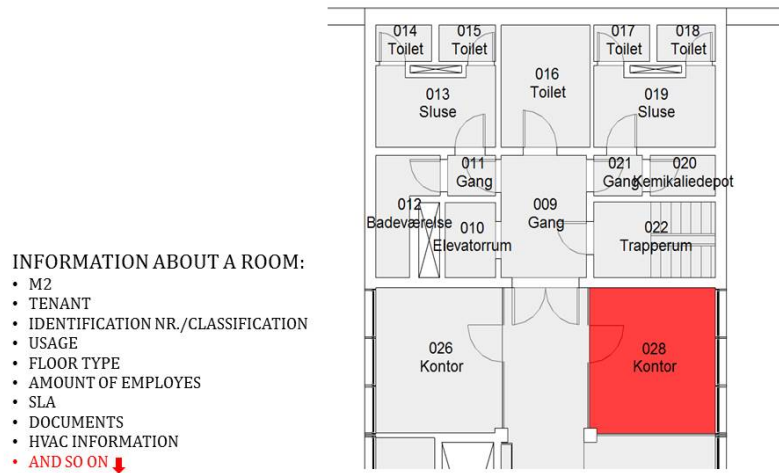 014
Toilet
015
Toilet
016
Toilet
017
Toilet
018
Toilet
013
Sluse
019
Sluse
011
Gang
021
Gang
020
Kemikaliedepot
012
Badeværelse
010
Elevatorrum
009
Gang
022
Trapperum
026
Kontor
028
Kontor
INFORMATION ABOUT A ROOM:
• M2
• TENANT
• IDENTIFICATION NR./CLASSIFICATION
• USAGE
• FLOOR TYPE
• AMOUNT OF EMPLOYES
• SLA
• DOCUMENTS
• HVAC INFORMATION
• AND SO ON